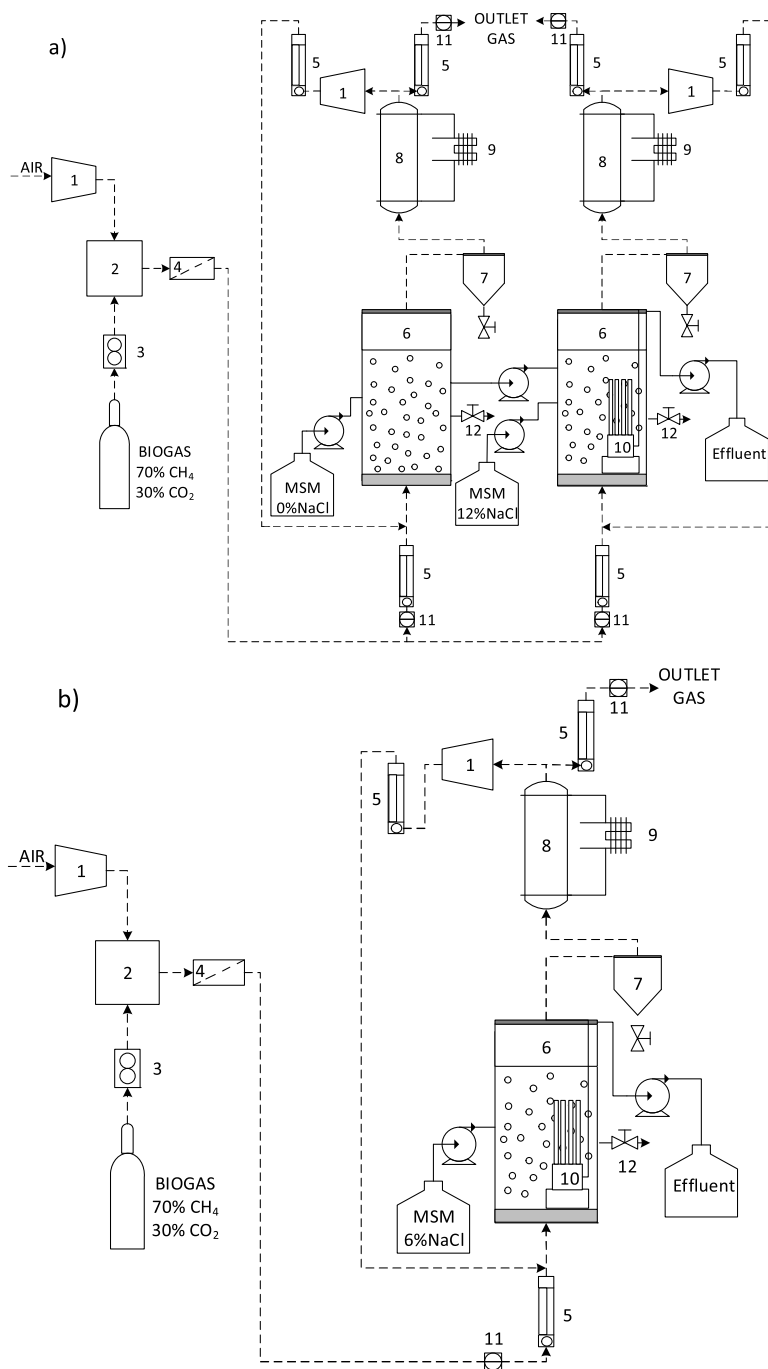 a)
11 OUTLET 11
GAS
5 5 5 5
1 1
8 9 8 9
AIR
1
2 4
7 7
6 6
3
BIOGAS
70% CH₄
30% CO₂
12 12
10
MSM
0%NaCl
MSM
12%NaCl
Effluent
5 5
11 11
b)
OUTLET
GAS
11
5
1
5
8 9
AIR
1
2 4
7
6
3
BIOGAS
70% CH₄
30% CO₂
12
10
MSM
6%NaCl
Effluent
5
11